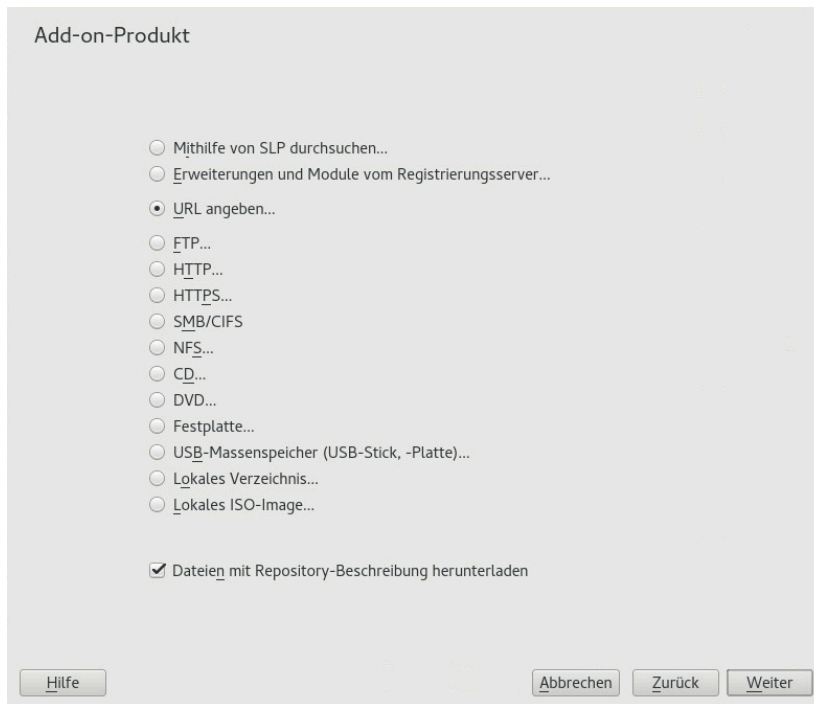 Add-on-Produkt
Mithilfe von SLP durchsuchen...
Erweiterungen und Module vom Registrierungsserver...
URL angeben...
FTP...
HTTP...
HTTPS...
SMB/CIFS
NFS...
CD...
DVD...
Festplatte...
USB-Massenspeicher (USB-Stick, -Platte)...
Lokales Verzeichnis...
Lokales ISO-Image...
Dateien mit Repository-Beschreibung herunterladen
Hilfe Abbrechen Zurück Weiter